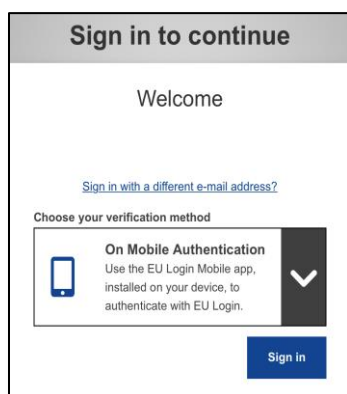 Sign in to continue
Welcome
Sign in with a different e-mail address?
Choose your verification method
On Mobile Authentication
Use the EU Login Mobile app,
installed on your device, to
authenticate with EU Login.
Sign in